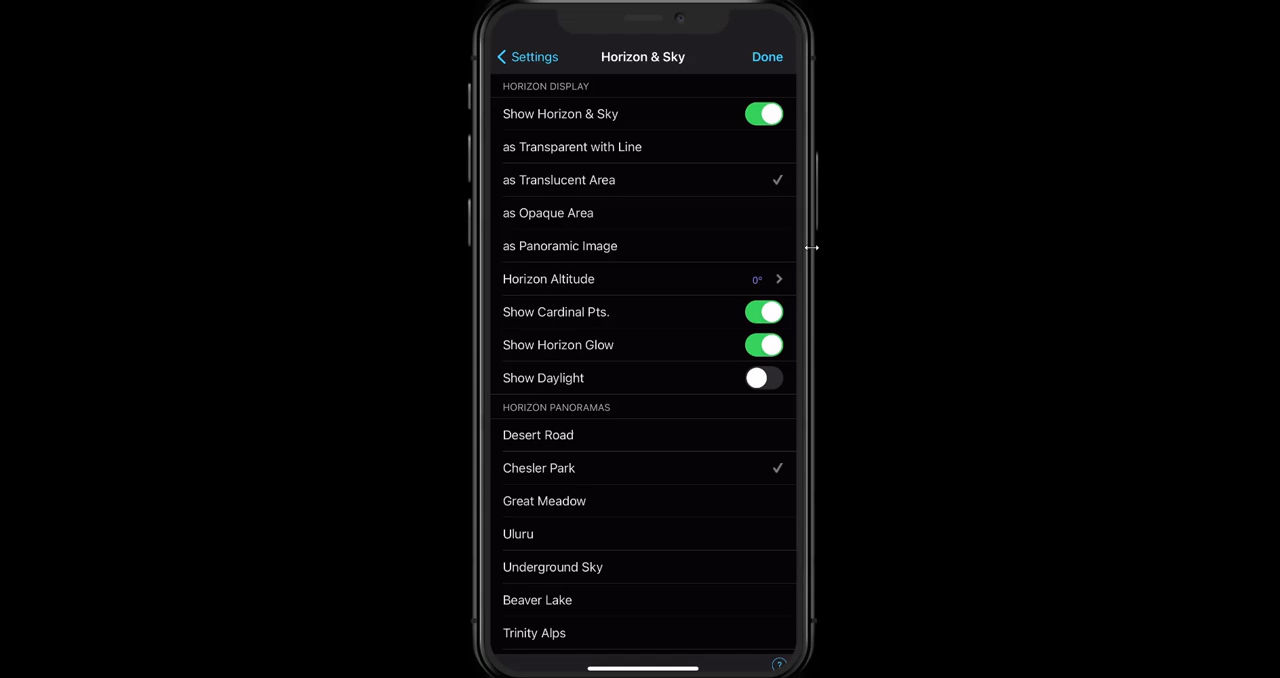 Settings Horizon & Sky Done
HORIZON DISPLAY
Show Horizon & Sky
as Transparent with Line
as Translucent Area
as Opaque Area
as Panoramic Image
Horizon Altitude 0°
Show Cardinal Pts.
Show Horizon Glow
Show Daylight
HORIZON PANORAMAS
Desert Road
Chesler Park
Great Meadow
Uluru
Underground Sky
Beaver Lake
Trinity Alps
?